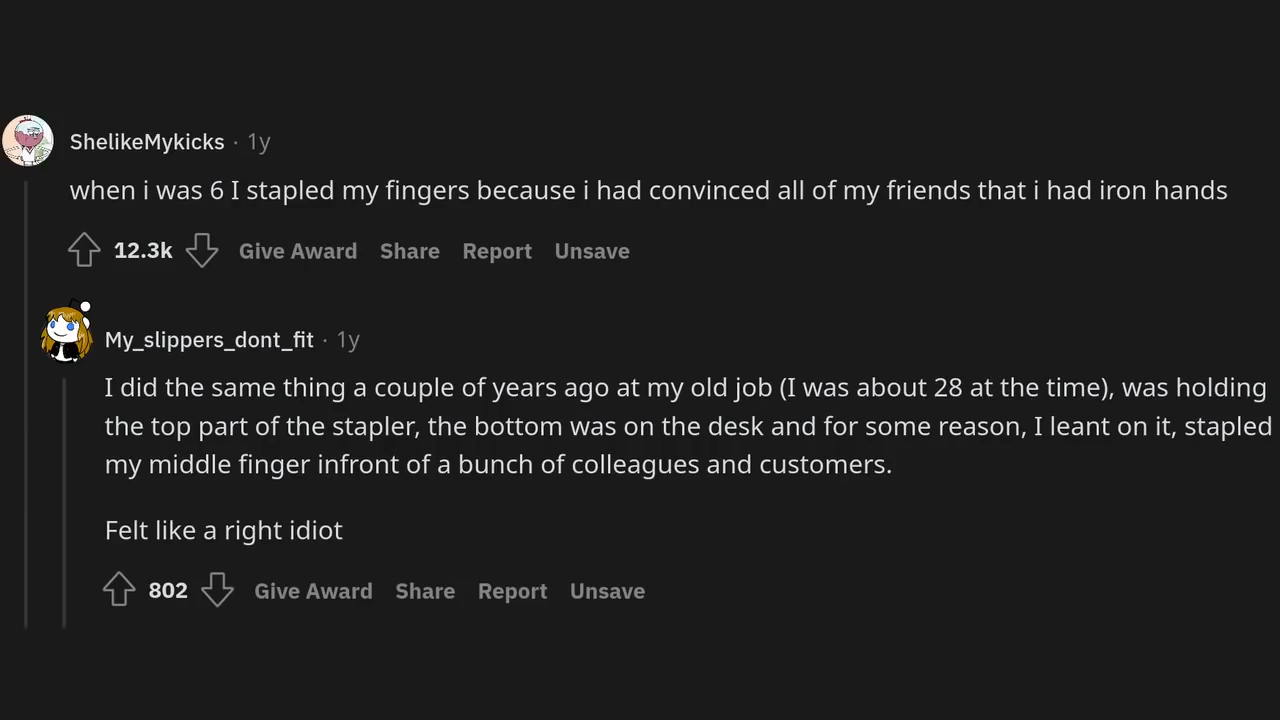 ShelikeMykicks · 1y
when i was 6 I stapled my fingers because i had convinced all of my friends that i had iron hands
12.3k Give Award Share Report Unsave
My_slippers_dont_fit · 1y
I did the same thing a couple of years ago at my old job (I was about 28 at the time), was holding
the top part of the stapler, the bottom was on the desk and for some reason, I leant on it, stapled
my middle finger infront of a bunch of colleagues and customers.
Felt like a right idiot
802 Give Award Share Report Unsave